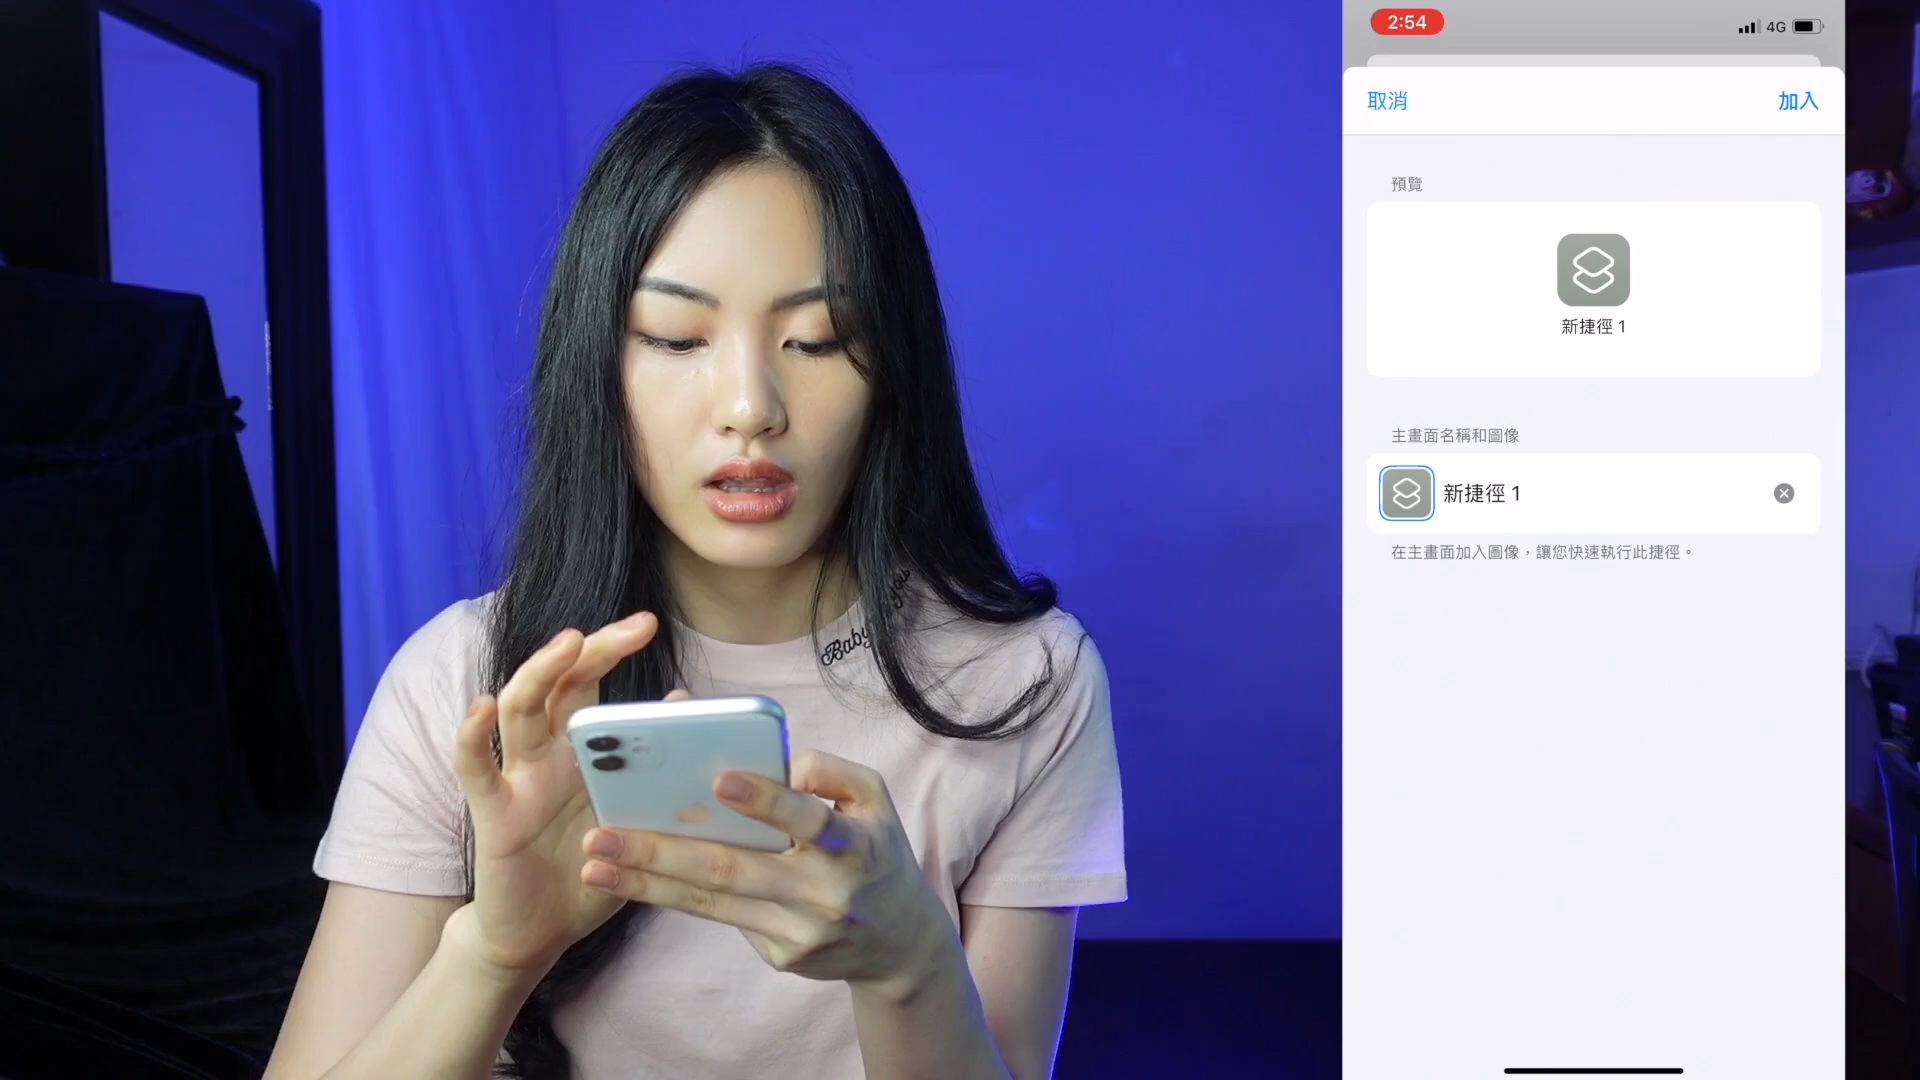 2:54
4G
取消
加入
預覽
新捷徑 1
主畫面名稱和圖像
新捷徑 1
在主畫面加入圖像，讓您快速執行此捷徑。
Baby
you